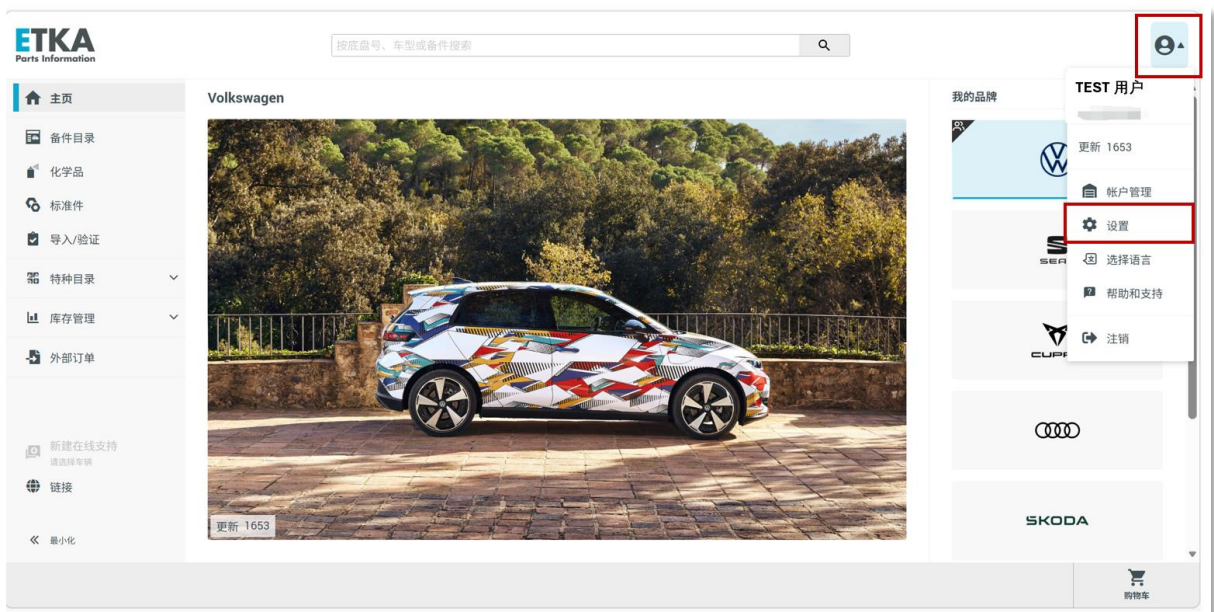 ETKA
Parts Information
按底盘号、车型或备件搜索
主页
备件目录
化学品
标准件
导入/验证
特种目录
库存管理
外部订单
新建在线支持
请选择车辆
链接
最小化
Volkswagen
更新 1653
我的品牌
SEA
CUP
SKODA
TEST 用户
更新 1653
帐户管理
设置
选择语言
帮助和支持
注销
购物车